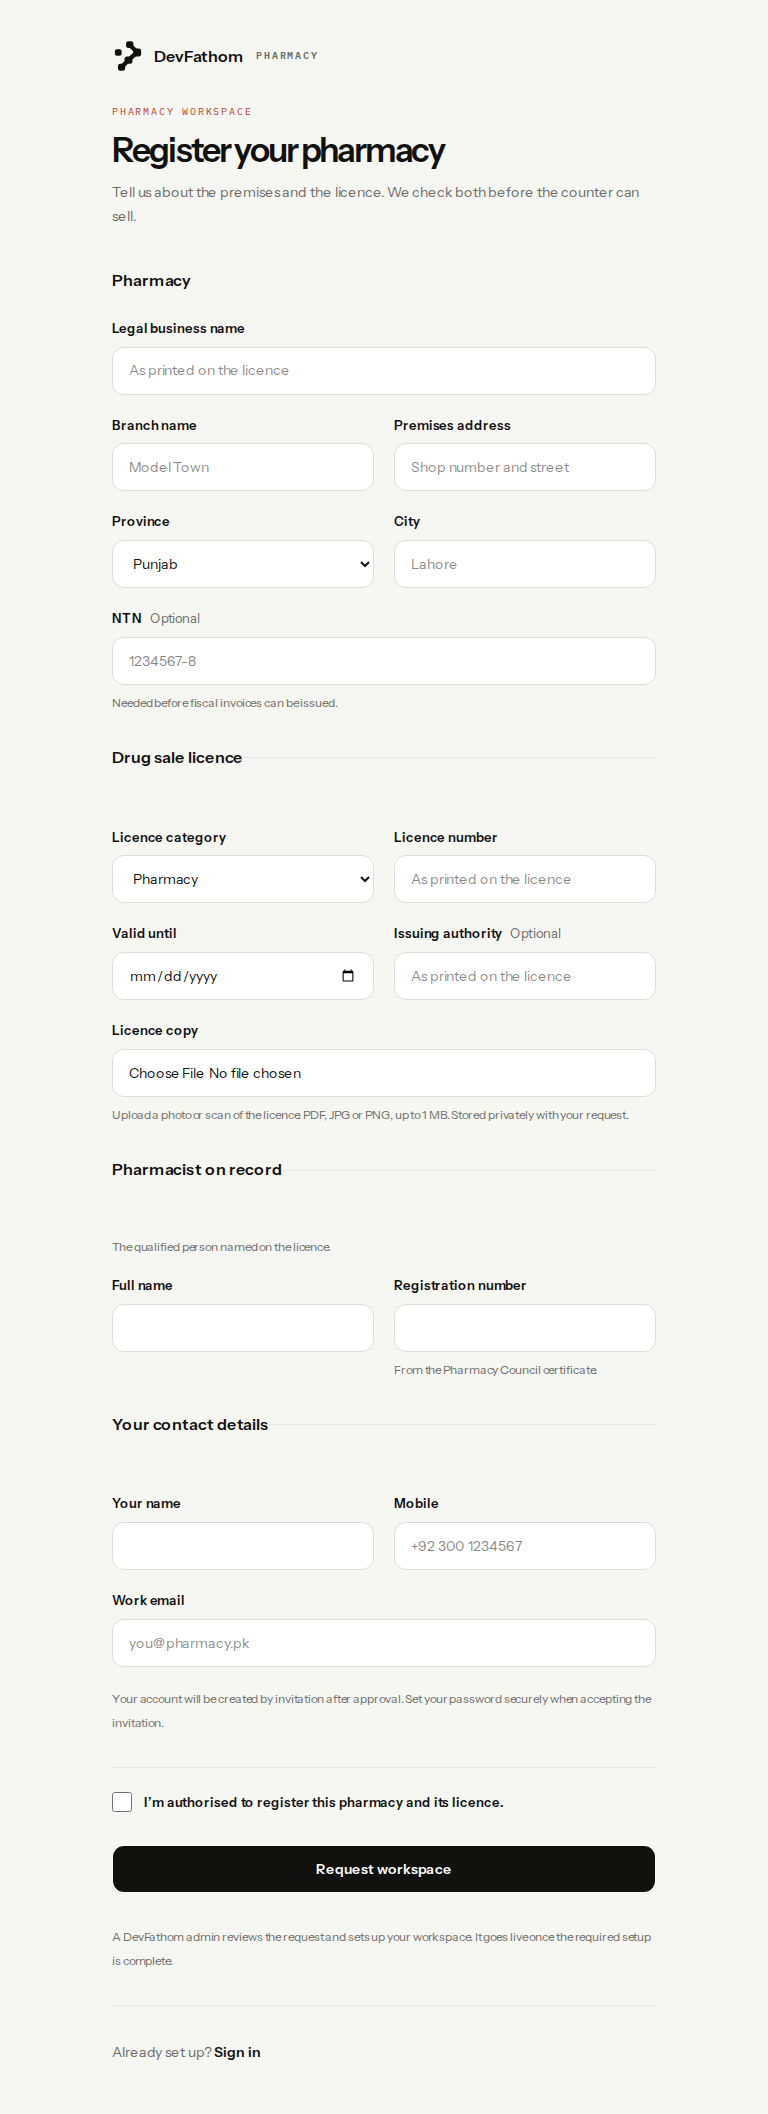 DevFathom PHARMACY
PHARMACY WORKSPACE
Register your pharmacy
Tell us about the premises and the licence. We check both before the counter can
sell.
Pharmacy
Legal business name
As printed on the licence
Branch name Premises address
Model Town Shop number and street
Province City
Punjab Lahore
NTN Optional
1234567-8
Needed before fiscal invoices can be issued.
Drug sale licence
Licence category Licence number
Pharmacy As printed on the licence
Valid until Issuing authority Optional
mm/dd/yyyy As printed on the licence
Licence copy
Choose File No file chosen
Upload a photo or scan of the licence. PDF, JPG or PNG, up to 1 MB. Stored privately with your request.
Pharmacist on record
The qualified person named on the licence.
Full name Registration number
From the Pharmacy Council certificate.
Your contact details
Your name Mobile
+92 300 1234567
Work email
you@pharmacy.pk
Your account will be created by invitation after approval. Set your password securely when accepting the
invitation.
I’m authorised to register this pharmacy and its licence.
Request workspace
A DevFathom admin reviews the request and sets up your workspace. It goes live once the required setup
is complete.
Already set up? Sign in